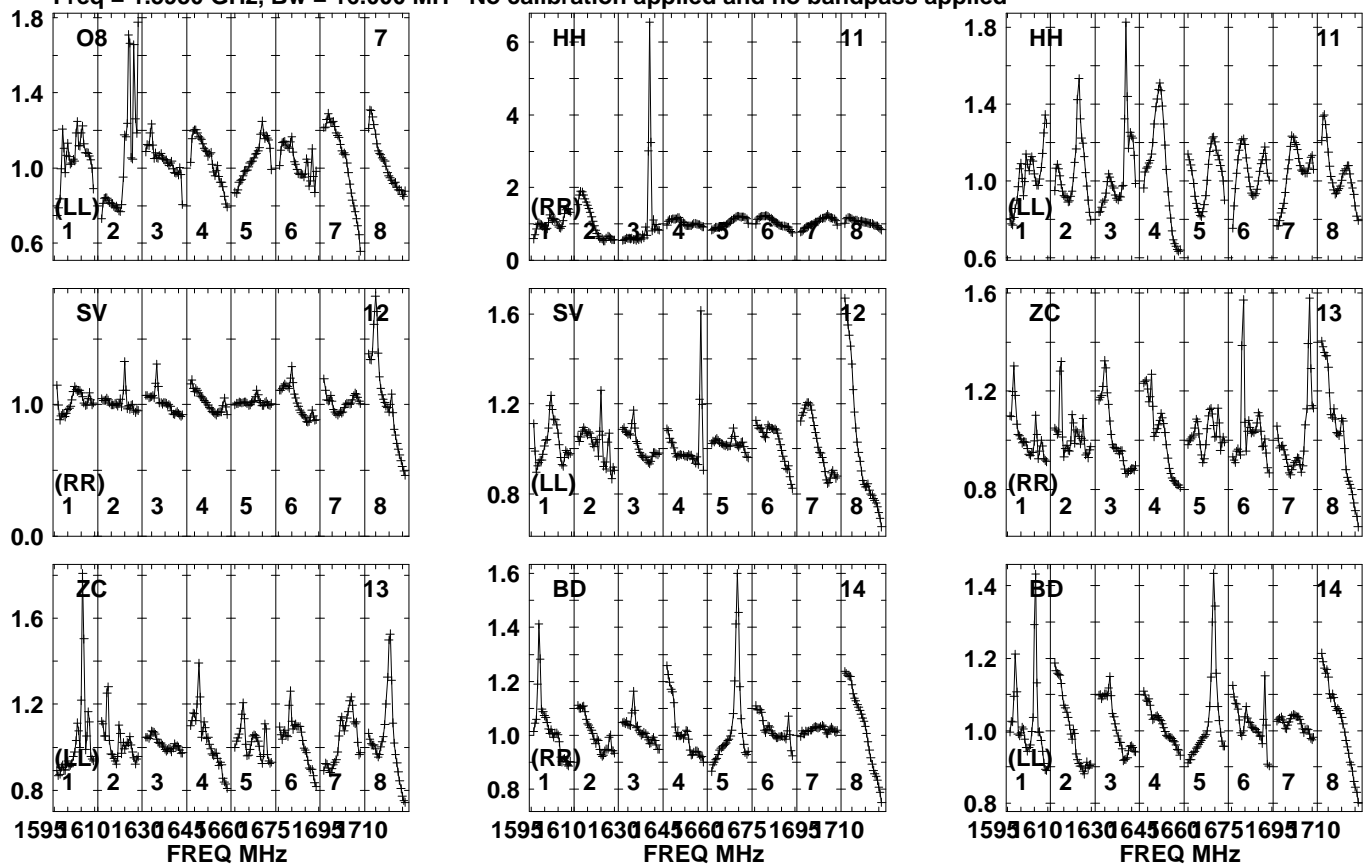 Freq = GHz, Bw = MH No calibration applied and no bandpass applied
1.8 O8 7 6 HH 11 1.8 HH 11
1.4 4 1.4
1.0 2 1.0
(LL) (RR) (LL)
1 2 3 4 5 6 7 8 1 2 3 4 5 6 7 8 1 2 3 4 5 6 7 8
0.6 0 0.6
SV 12 1.6 SV 12 1.6 ZC 13
1.0 1.2 1.2
(RR) (LL) (RR)
1 2 3 4 5 6 7 8 1 2 3 4 5 6 7 8 1 2 3 4 5 6 7 8
0.0 0.8 0.8
ZC 13 1.6 BD 14 1.4 BD 14
1.6 1.4
1.2 1.2 1.2
1.0 1.0
(LL) (RR) (LL)
1 2 3 4 5 6 7 8 1 2 3 4 5 6 7 8 1 2 3 4 5 6 7 8
0.8 0.8 0.8
1595 1610 1630 1645 1660 1675 1695 1710 1595 1610 1630 1645 1660 1675 1695 1710 1595 1610 1630 1645 1660 1675 1695 1710
FREQ MHz FREQ MHz FREQ MHz